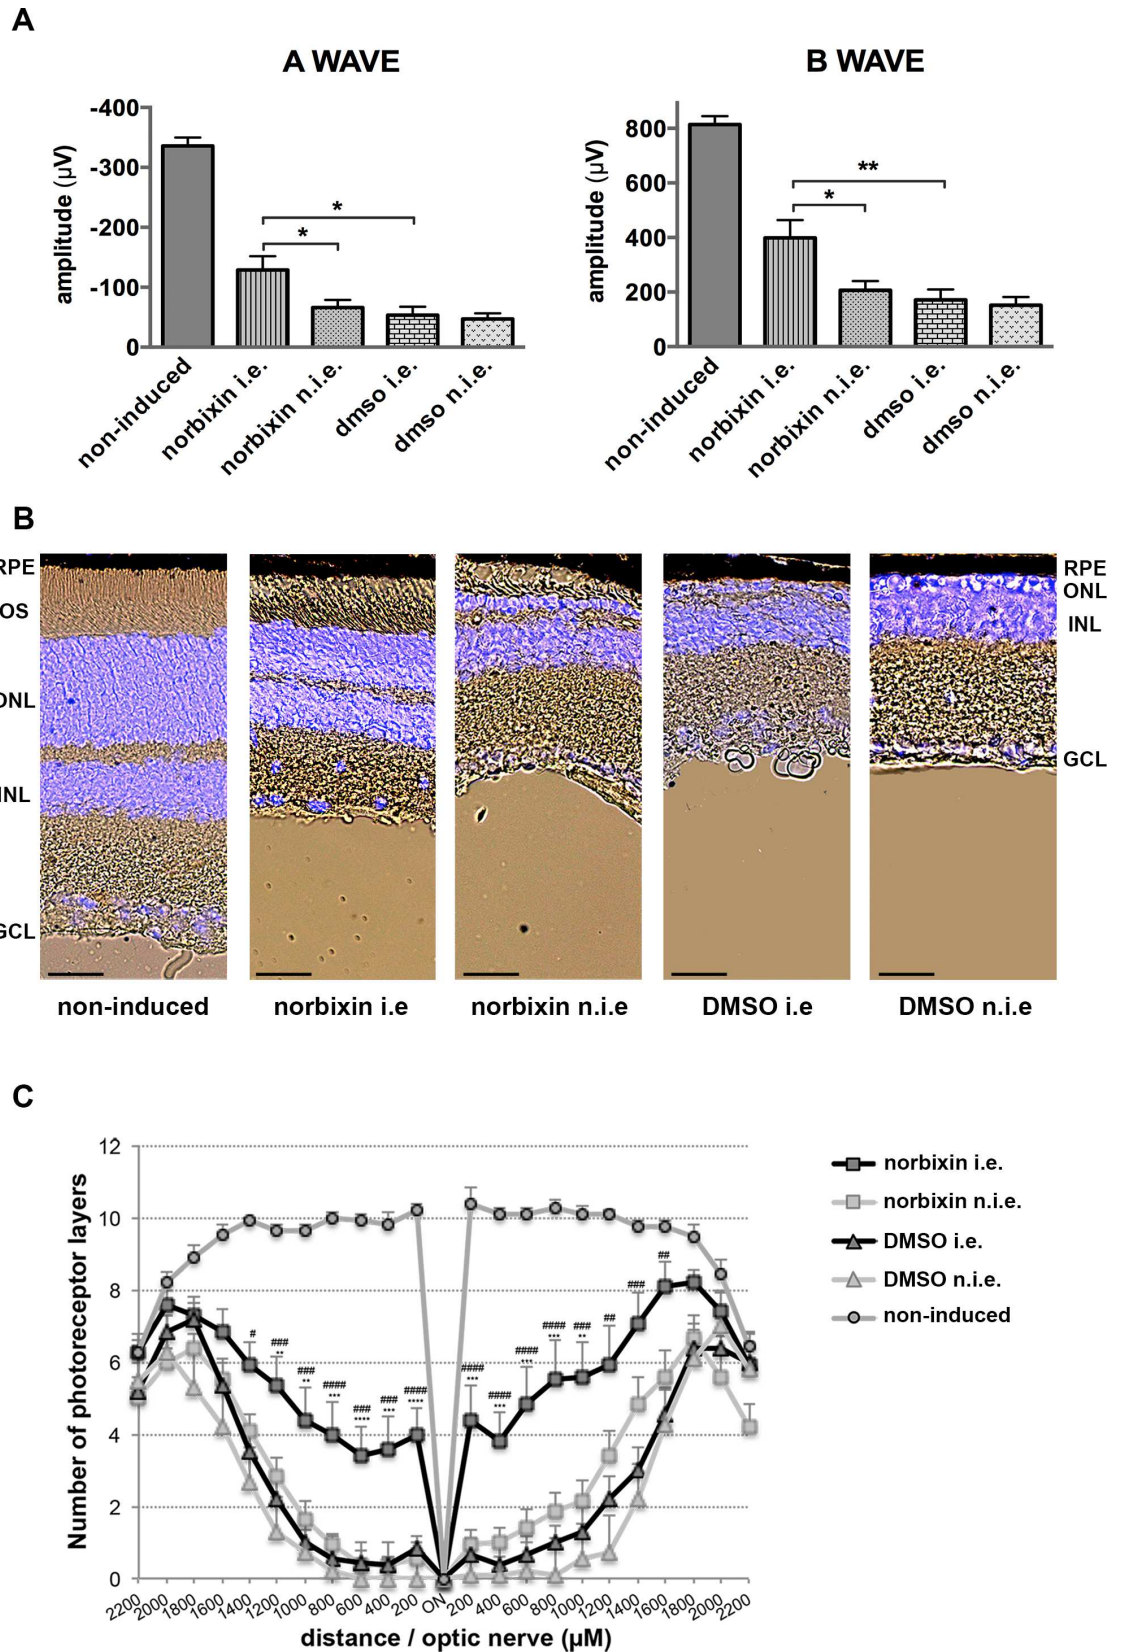 A
A WAVE
B WAVE
-400
-300
-200
-100
0
amplitude (µV)
*
*
non-induced
norbixin i.e.
norbixin n.i.e.
dmso i.e.
dmso n.i.e.
800
600
400
200
0
amplitude (µV)
**
*
non-induced
norbixin i.e.
norbixin n.i.e.
dmso i.e.
dmso n.i.e.
B
RPE
OS
ONL
INL
GCL
RPE
ONL
INL
GCL
non-induced
norbixin i.e
norbixin n.i.e
DMSO i.e
DMSO n.i.e
C
12
10
8
6
4
2
0
Number of photoreceptor layers
#
###
**
###
**
####
***
###
****
###
***
####
****
####
***
####
***
####
***
####
***
###
**
##
###
##
2200 2000 1800 1600 1400 1200 1000 800 600 400 200 ON 200 400 600 800 1000 1200 1400 1600 1800 2000 2200
distance / optic nerve (µM)
norbixin i.e.
norbixin n.i.e.
DMSO i.e.
DMSO n.i.e.
non-induced